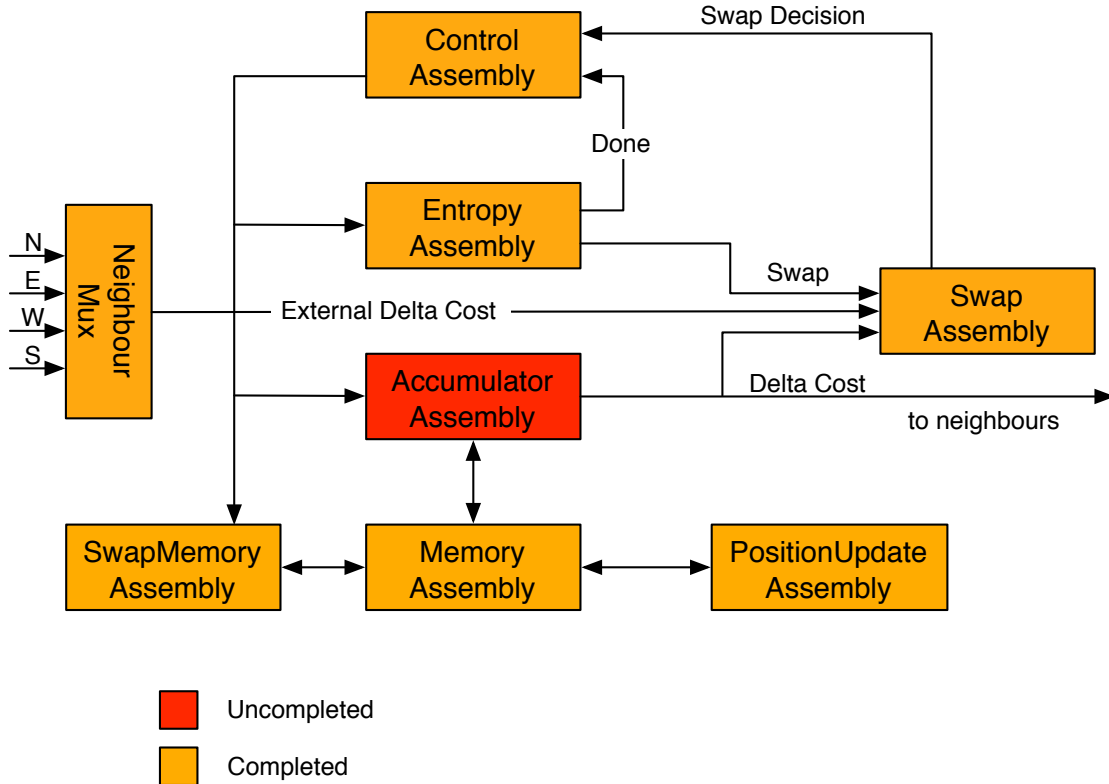 Swap Decision
Control
Assembly
Done
Entropy
Assembly
N
E
W
S
Neighbour
Mux
Swap
External Delta Cost
Swap
Assembly
Accumulator
Assembly
Delta Cost
to neighbours
SwapMemory
Assembly
Memory
Assembly
PositionUpdate
Assembly
Uncompleted
Completed